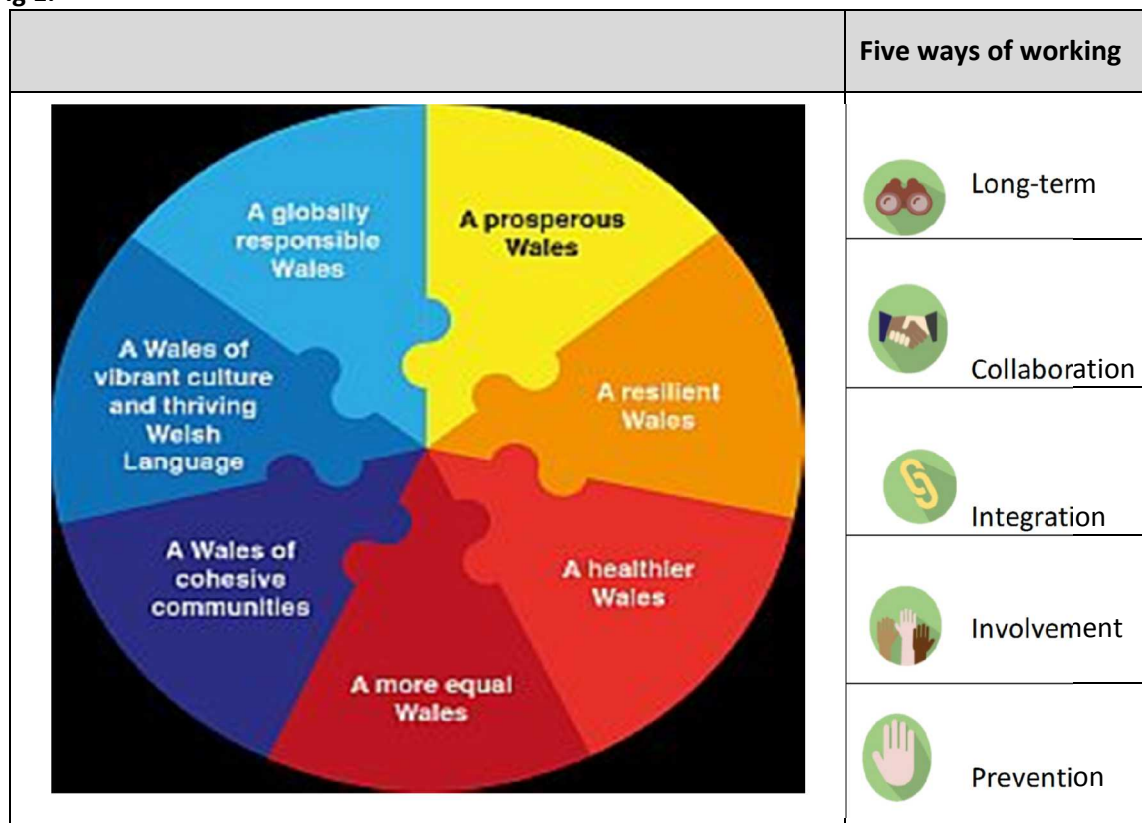 Five ways of working
A globally
responsible
Wales
A prosperous
Wales
A Wales of
vibrant culture
and thriving
Welsh
Language
A resilient
Wales
A Wales of
cohesive
communities
A healthier
Wales
A more equal
Wales
Long-term
Collaboration
Integration
Involvement
Prevention